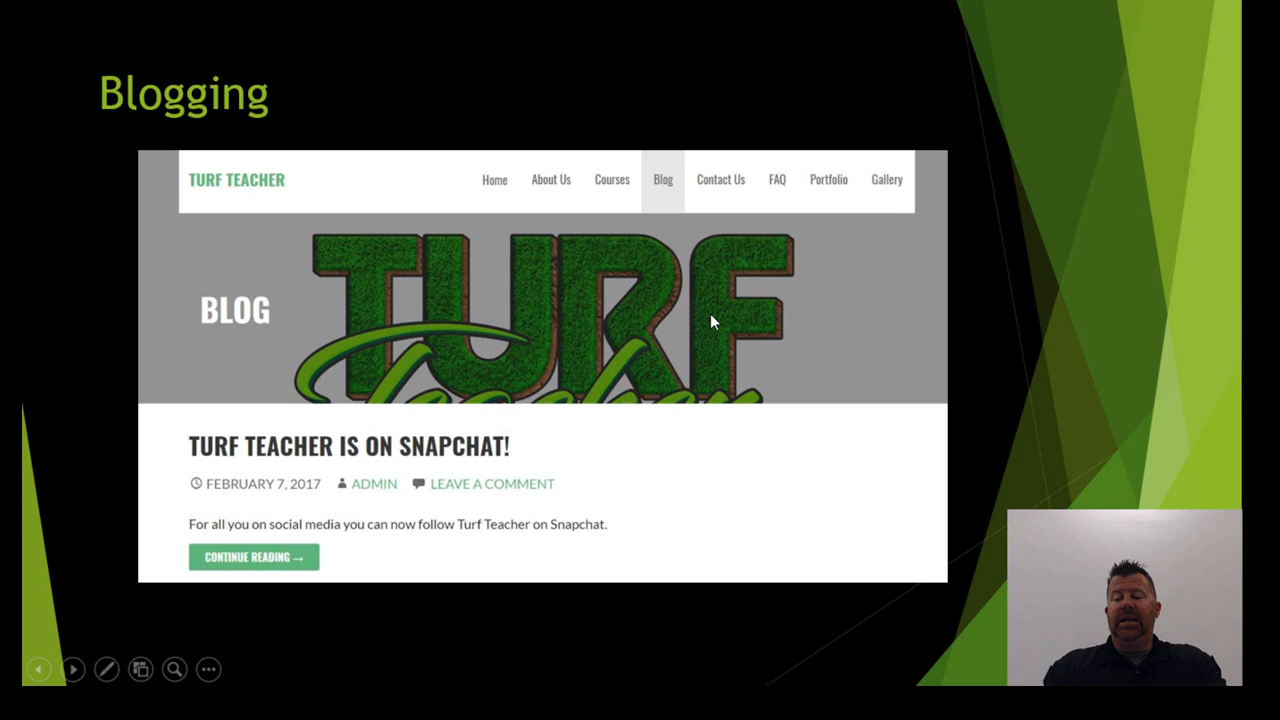 Blogging
TURF TEACHER
Home About Us Courses Blog Contact Us FAQ Portfolio Gallery
TURF
BLOG
Teacher
TURF TEACHER IS ON SNAPCHAT!
FEBRUARY 7, 2017 ADMIN LEAVE A COMMENT
For all you on social media you can now follow Turf Teacher on Snapchat.
CONTINUE READING →